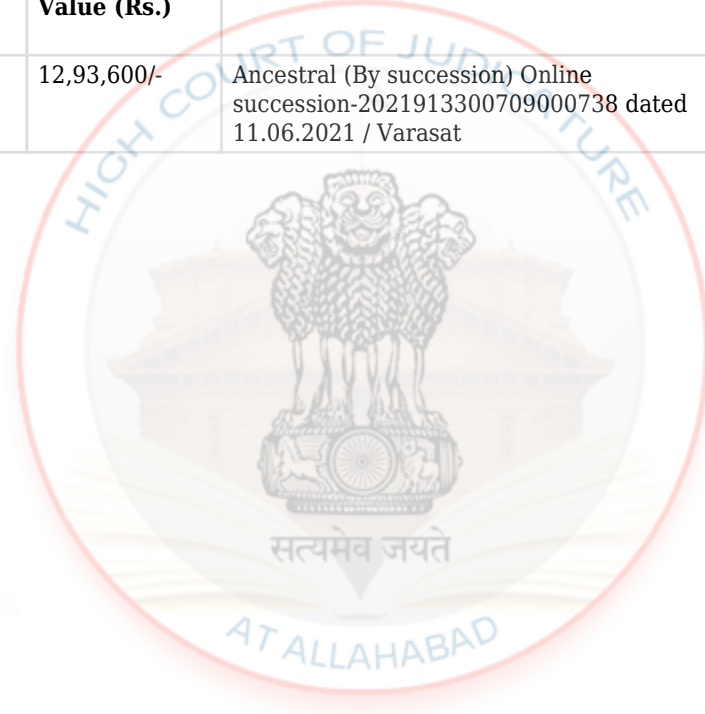 Value (Rs.)
12,93,600/-
Ancestral (By succession) Online
succession-2021913300709000738 dated
11.06.2021 / Varasat
HIGH COURT OF JUDICATURE
सत्यमेव जयते
AT ALLAHABAD